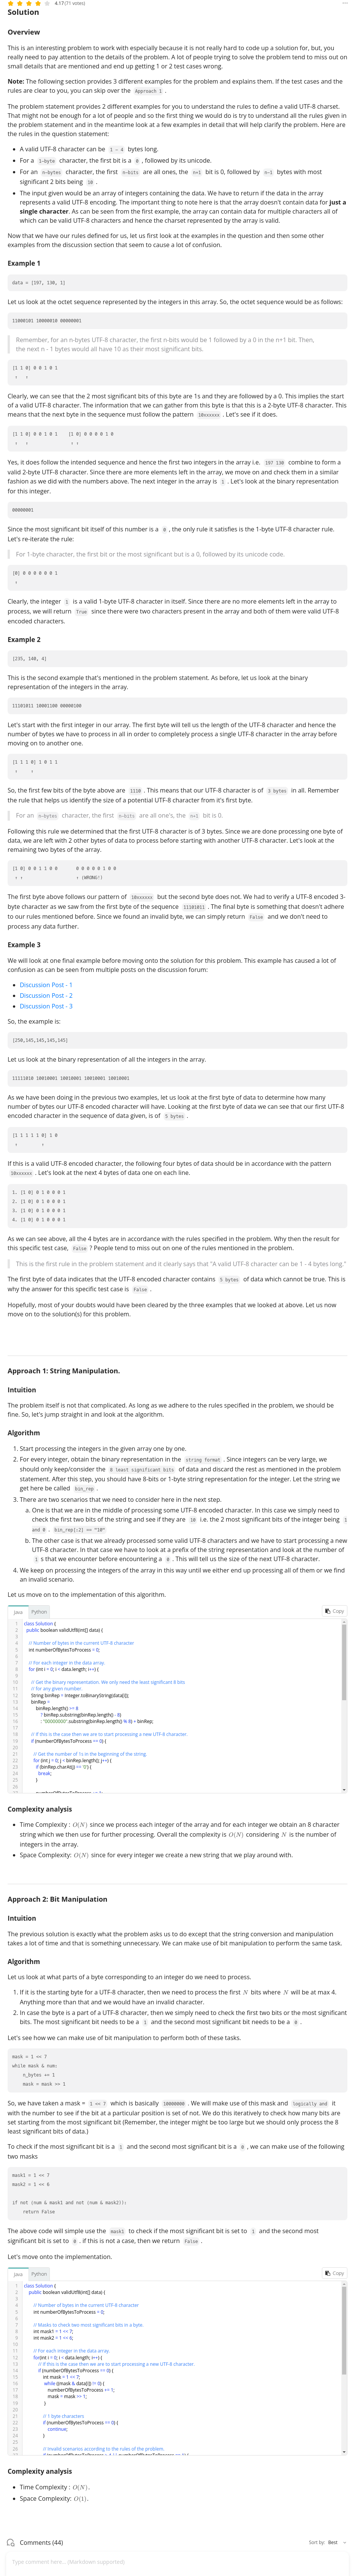 4.17 (71 votes)
Solution
Overview
This is an interesting problem to work with especially because it is not really hard to code up a solution for, but, you
really need to pay attention to the details of the problem. A lot of people trying to solve the problem tend to miss out on
small details that are mentioned and end up getting 1 or 2 test cases wrong.
Note: The following section provides 3 different examples for the problem and explains them. If the test cases and the
rules are clear to you, you can skip over the Approach 1 .
The problem statement provides 2 different examples for you to understand the rules to define a valid UTF-8 charset.
That might not be enough for a lot of people and so the first thing we would do is try to understand all the rules given in
the problem statement and in the meanwhile look at some examples in detail that will help clarify the problem. Here are
the rules in the question statement:
• A valid UTF-8 character can be 1 - 4 bytes long.
• For a 1-byte character, the first bit is a 0 , followed by its unicode.
• For an n-bytes character, the first n-bits are all ones, the n+1 bit is 0, followed by n-1 bytes with most
significant 2 bits being 10 .
• The input given would be an array of integers containing the data. We have to return if the data in the array
represents a valid UTF-8 encoding. The important thing to note here is that the array doesn't contain data for just a
single character. As can be seen from the first example, the array can contain data for multiple characters all of
which can be valid UTF-8 characters and hence the charset represented by the array is valid.
Now that we have our rules defined for us, let us first look at the examples in the question and then some other
examples from the discussion section that seem to cause a lot of confusion.
Example 1
data = [197, 130, 1]
Let us look at the octet sequence represented by the integers in this array. So, the octet sequence would be as follows:
11000101 10000010 00000001
Remember, for an n-bytes UTF-8 character, the first n-bits would be 1 followed by a 0 in the n+1 bit. Then,
the next n - 1 bytes would all have 10 as their most significant bits.
|1 1 0| 0 0 1 0 1
↑ ↑
Clearly, we can see that the 2 most significant bits of this byte are 1s and they are followed by a 0. This implies the start
of a valid UTF-8 character. The information that we can gather from this byte is that this is a 2-byte UTF-8 character. This
means that the next byte in the sequence must follow the pattern 10xxxxxx . Let's see if it does.
|1 1 0| 0 0 1 0 1 |1 0| 0 0 0 0 1 0
↑ ↑ ↑ ↑
Yes, it does follow the intended sequence and hence the first two integers in the array i.e. 197 130 combine to form a
valid 2-byte UTF-8 character. Since there are more elements left in the array, we move on and check them in a similar
fashion as we did with the numbers above. The next integer in the array is 1 . Let's look at the binary representation
for this integer.
00000001
Since the most significant bit itself of this number is a 0 , the only rule it satisfies is the 1-byte UTF-8 character rule.
Let's re-iterate the rule:
For 1-byte character, the first bit or the most significant but is a 0, followed by its unicode code.
|0| 0 0 0 0 0 0 1
↑
Clearly, the integer 1 is a valid 1-byte UTF-8 character in itself. Since there are no more elements left in the array to
process, we will return True since there were two characters present in the array and both of them were valid UTF-8
encoded characters.
Example 2
[235, 140, 4]
This is the second example that's mentioned in the problem statement. As before, let us look at the binary
representation of the integers in the array.
11101011 10001100 00000100
Let's start with the first integer in our array. The first byte will tell us the length of the UTF-8 character and hence the
number of bytes we have to process in all in order to completely process a single UTF-8 character in the array before
moving on to another one.
|1 1 1 0| 1 0 1 1
↑ ↑
So, the first few bits of the byte above are 1110 . This means that our UTF-8 character is of 3 bytes in all. Remember
the rule that helps us identify the size of a potential UTF-8 character from it's first byte.
For an n-bytes character, the first n-bits are all one's, the n+1 bit is 0.
Following this rule we determined that the first UTF-8 character is of 3 bytes. Since we are done processing one byte of
data, we are left with 2 other bytes of data to process before starting with another UTF-8 character. Let's look at the
remaining two bytes of the array.
|1 0| 0 0 1 1 0 0 0 0 0 0 0 1 0 0
↑ ↑ ↑ (WRONG!)
The first byte above follows our pattern of 10xxxxxx but the second byte does not. We had to verify a UTF-8 encoded 3-
byte character as we saw from the first byte of the sequence 11101011 . The final byte is something that doesn't adhere
to our rules mentioned before. Since we found an invalid byte, we can simply return False and we don't need to
process any data further.
Example 3
We will look at one final example before moving onto the solution for this problem. This example has caused a lot of
confusion as can be seen from multiple posts on the discussion forum:
• Discussion Post - 1
• Discussion Post - 2
• Discussion Post - 3
So, the example is:
[250,145,145,145,145]
Let us look at the binary representation of all the integers in the array.
11111010 10010001 10010001 10010001 10010001
As we have been doing in the previous two examples, let us look at the first byte of data to determine how many
number of bytes our UTF-8 encoded character will have. Looking at the first byte of data we can see that our first UTF-8
encoded character in the sequence of data given, is of 5 bytes .
|1 1 1 1 1 0| 1 0
↑ ↑
If this is a valid UTF-8 encoded character, the following four bytes of data should be in accordance with the pattern
10xxxxxx . Let's look at the next 4 bytes of data one on each line.
1. |1 0| 0 1 0 0 0 1
2. |1 0| 0 1 0 0 0 1
3. |1 0| 0 1 0 0 0 1
4. |1 0| 0 1 0 0 0 1
As we can see above, all the 4 bytes are in accordance with the rules specified in the problem. Why then the result for
this specific test case, False ? People tend to miss out on one of the rules mentioned in the problem.
This is the first rule in the problem statement and it clearly says that "A valid UTF-8 character can be 1 - 4 bytes long."
The first byte of data indicates that the UTF-8 encoded character contains 5 bytes of data which cannot be true. This is
why the answer for this specific test case is False .
Hopefully, most of your doubts would have been cleared by the three examples that we looked at above. Let us now
move on to the solution(s) for this problem.
Approach 1: String Manipulation.
Intuition
The problem itself is not that complicated. As long as we adhere to the rules specified in the problem, we should be
fine. So, let's jump straight in and look at the algorithm.
Algorithm
1. Start processing the integers in the given array one by one.
2. For every integer, obtain the binary representation in the string format . Since integers can be very large, we
should only keep/consider the 8 least significant bits of data and discard the rest as mentioned in the problem
statement. After this step, you should have 8-bits or 1-byte string representation for the integer. Let the string we
get here be called bin_rep .
3. There are two scenarios that we need to consider here in the next step.
a. One is that we are in the middle of processing some UTF-8 encoded character. In this case we simply need to
check the first two bits of the string and see if they are 10 i.e. the 2 most significant bits of the integer being 1
and 0 . bin_rep[:2] == "10"
b. The other case is that we already processed some valid UTF-8 characters and we have to start processing a new
UTF-8 character. In that case we have to look at a prefix of the string representation and look at the number of
1 s that we encounter before encountering a 0 . This will tell us the size of the next UTF-8 character.
4. We keep on processing the integers of the array in this way until we either end up processing all of them or we find
an invalid scenario.
Let us move on to the implementation of this algorithm.
Java Python Copy
1 class Solution {
2 public boolean validUtf8(int[] data) {
3
4 // Number of bytes in the current UTF-8 character
5 int numberOfBytesToProcess = 0;
6
7 // For each integer in the data array.
8 for (int i = 0; i < data.length; i++) {
9
10 // Get the binary representation. We only need the least significant 8 bits
11 // for any given number.
12 String binRep = Integer.toBinaryString(data[i]);
13 binRep =
14 binRep.length() >= 8
15 ? binRep.substring(binRep.length() - 8)
16 : "00000000".substring(binRep.length() % 8) + binRep;
17
18 // If this is the case then we are to start processing a new UTF-8 character.
19 if (numberOfBytesToProcess == 0) {
20
21 // Get the number of 1s in the beginning of the string.
22 for (int j = 0; j < binRep.length(); j++) {
23 if (binRep.charAt(j) == '0') {
24 break;
25 }
26
Complexity analysis
• Time Complexity : O(N) since we process each integer of the array and for each integer we obtain an 8 character
string which we then use for further processing. Overall the complexity is O(N) considering N is the number of
integers in the array.
• Space Complexity: O(N) since for every integer we create a new string that we play around with.
Approach 2: Bit Manipulation
Intuition
The previous solution is exactly what the problem asks us to do except that the string conversion and manipulation
takes a lot of time and that is something unnecessary. We can make use of bit manipulation to perform the same task.
Algorithm
Let us look at what parts of a byte corresponding to an integer do we need to process.
1. If it is the starting byte for a UTF-8 character, then we need to process the first N bits where N will be at max 4.
Anything more than that and we would have an invalid character.
2. In case the byte is a part of a UTF-8 character, then we simply need to check the first two bits or the most significant
bits. The most significant bit needs to be a 1 and the second most significant bit needs to be a 0 .
Let's see how we can make use of bit manipulation to perform both of these tasks.
mask = 1 << 7
while mask & num:
n_bytes += 1
mask = mask >> 1
So, we have taken a mask = 1 << 7 which is basically 10000000 . We will make use of this mask and logically and it
with the number to see if the bit at a particular position is set of not. We do this iteratively to check how many bits are
set starting from the most significant bit (Remember, the integer might be too large but we should only process the 8
least significant bits of data.)
To check if the most significant bit is a 1 and the second most significant bit is a 0 , we can make use of the following
two masks
mask1 = 1 << 7
mask2 = 1 << 6
if not (num & mask1 and not (num & mask2)):
return False
The above code will simple use the mask1 to check if the most significant bit is set to 1 and the second most
significant bit is set to 0 . If this is not a case, then we return False .
Let's move onto the implementation.
Java Python Copy
1 class Solution {
2 public boolean validUtf8(int[] data) {
3
4 // Number of bytes in the current UTF-8 character
5 int numberOfBytesToProcess = 0;
6
7 // Masks to check two most significant bits in a byte.
8 int mask1 = 1 << 7;
9 int mask2 = 1 << 6;
10
11 // For each integer in the data array.
12 for(int i = 0; i < data.length; i++) {
13 // If this is the case then we are to start processing a new UTF-8 character.
14 if (numberOfBytesToProcess == 0) {
15 int mask = 1 << 7;
16 while ((mask & data[i]) != 0) {
17 numberOfBytesToProcess += 1;
18 mask = mask >> 1;
19 }
20
21 // 1 byte characters
22 if (numberOfBytesToProcess == 0) {
23 continue;
24 }
25
26 // Invalid scenarios according to the rules of the problem.
Complexity analysis
• Time Complexity : O(N).
• Space Complexity: O(1).
Comments (44) Sort by: Best
Type comment here... (Markdown supported)